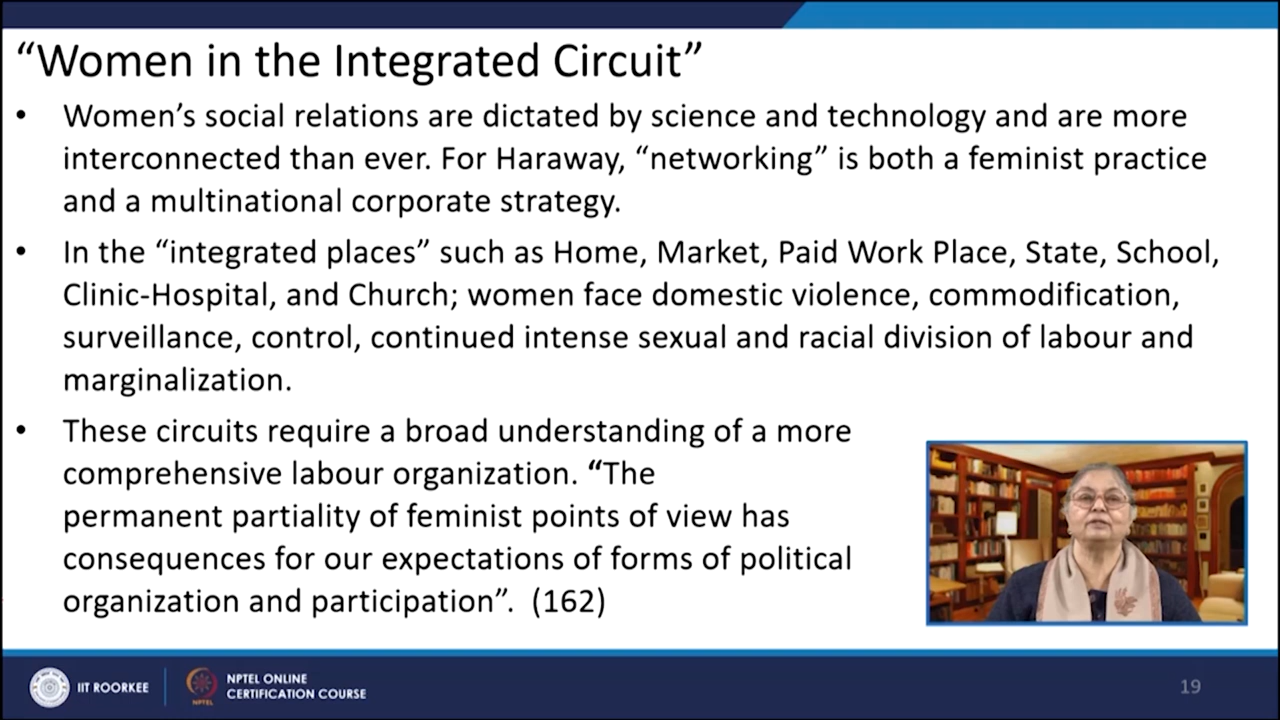 “Women in the Integrated Circuit”
• Women’s social relations are dictated by science and technology and are more
interconnected than ever. For Haraway, “networking” is both a feminist practice
and a multinational corporate strategy.
• In the “integrated places” such as Home, Market, Paid Work Place, State, School,
Clinic-Hospital, and Church; women face domestic violence, commodification,
surveillance, control, continued intense sexual and racial division of labour and
marginalization.
• These circuits require a broad understanding of a more
comprehensive labour organization. “The
permanent partiality of feminist points of view has
consequences for our expectations of forms of political
organization and participation”. (162)
IIT ROORKEE
NPTEL
NPTEL ONLINE
CERTIFICATION COURSE
19